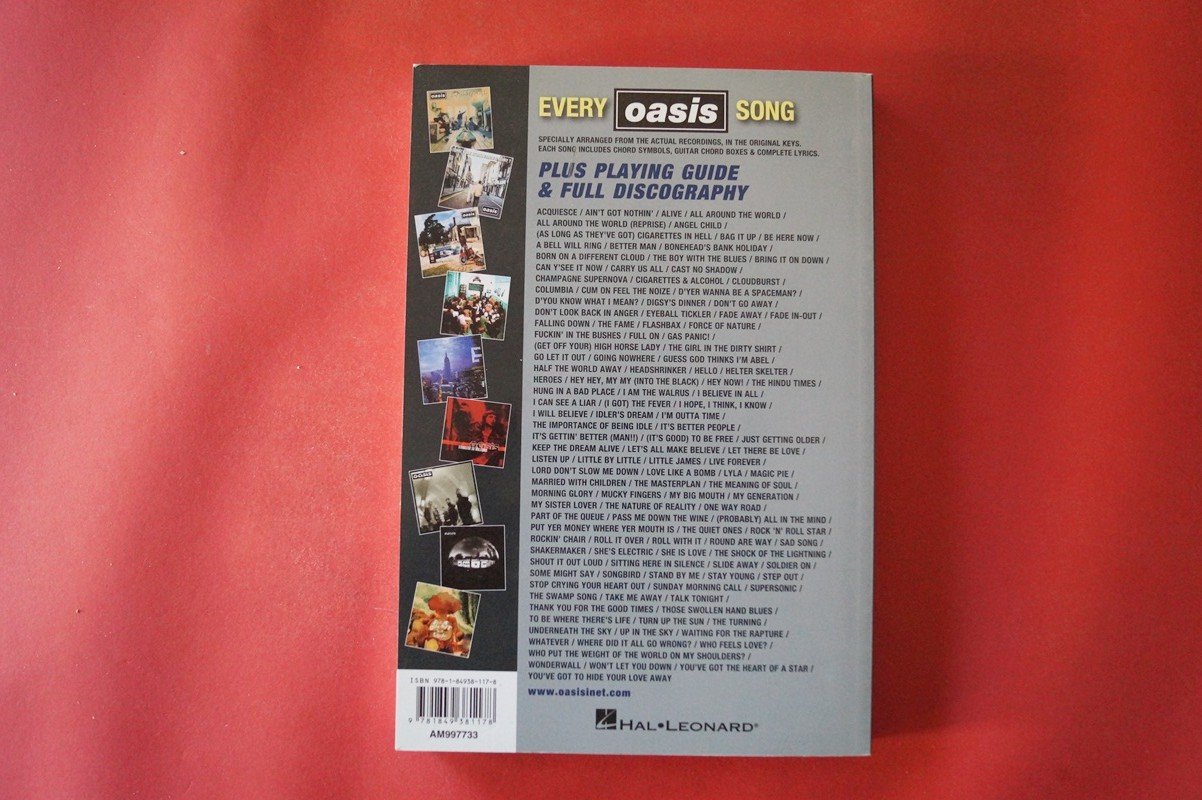 EVERY oasis SONG
SPECIALLY ARRANGED FROM THE ACTUAL RECORDINGS, IN THE ORIGINAL KEYS.
EACH SONG INCLUDES CHORD SYMBOLS, GUITAR CHORD BOXES & COMPLETE LYRICS.
PLUS PLAYING GUIDE
& FULL DISCOGRAPHY
ACQUIESCE / AIN'T GOT NOTHIN' / ALIVE / ALL AROUND THE WORLD /
ALL AROUND THE WORLD (REPRISE) / ANGEL CHILD /
(AS LONG AS THEY'VE GOT) CIGARETTES IN HELL / BAG IT UP / BE HERE NOW /
A BELL WILL RING / BETTER MAN / BONEHEAD'S BANK HOLIDAY /
BORN ON A DIFFERENT CLOUD / THE BOY WITH THE BLUES / BRING IT ON DOWN /
CAN Y'SEE IT NOW / CARRY US ALL / CAST NO SHADOW /
CHAMPAGNE SUPERNOVA / CIGARETTES & ALCOHOL / CLOUDBURST /
COLUMBIA / CUM ON FEEL THE NOIZE / D'YER WANNA BE A SPACEMAN? /
D'YOU KNOW WHAT I MEAN? / DIGSY'S DINNER / DON'T GO AWAY /
DON'T LOOK BACK IN ANGER / EYEBALL TICKLER / FADE AWAY / FADE IN-OUT /
FALLING DOWN / THE FAME / FLASHBAX / FORCE OF NATURE /
FUCKIN' IN THE BUSHES / FULL ON / GAS PANIC! /
(GET OFF YOUR) HIGH HORSE LADY / THE GIRL IN THE DIRTY SHIRT /
GO LET IT OUT / GOING NOWHERE / GUESS GOD THINKS I'M ABEL /
HALF THE WORLD AWAY / HEADSHRINKER / HELLO / HELTER SKELTER /
HEROES / HEY HEY, MY MY (INTO THE BLACK) / HEY NOW! / THE HINDU TIMES /
HUNG IN A BAD PLACE / I AM THE WALRUS / I BELIEVE IN ALL /
I CAN SEE A LIAR / (I GOT) THE FEVER / I HOPE, I THINK, I KNOW /
I WILL BELIEVE / IDLER'S DREAM / I'M OUTTA TIME /
THE IMPORTANCE OF BEING IDLE / IT'S BETTER PEOPLE /
IT'S GETTIN' BETTER (MAN!!) / (IT'S GOOD) TO BE FREE / JUST GETTING OLDER /
KEEP THE DREAM ALIVE / LET'S ALL MAKE BELIEVE / LET THERE BE LOVE /
LISTEN UP / LITTLE BY LITTLE / LITTLE JAMES / LIVE FOREVER /
LORD DON'T SLOW ME DOWN / LOVE LIKE A BOMB / LYLA / MAGIC PIE /
MARRIED WITH CHILDREN / THE MASTERPLAN / THE MEANING OF SOUL /
MORNING GLORY / MUCKY FINGERS / MY BIG MOUTH / MY GENERATION /
MY SISTER LOVER / THE NATURE OF REALITY / ONE WAY ROAD /
PART OF THE QUEUE / PASS ME DOWN THE WINE / (PROBABLY) ALL IN THE MIND /
PUT YER MONEY WHERE YER MOUTH IS / THE QUIET ONES / ROCK 'N' ROLL STAR /
ROCKIN' CHAIR / ROLL IT OVER / ROLL WITH IT / ROUND ARE WAY / SAD SONG /
SHAKERMAKER / SHE'S ELECTRIC / SHE IS LOVE / THE SHOCK OF THE LIGHTNING /
SHOUT IT OUT LOUD / SITTING HERE IN SILENCE / SLIDE AWAY / SOLDIER ON /
SOME MIGHT SAY / SONGBIRD / STAND BY ME / STAY YOUNG / STEP OUT /
STOP CRYING YOUR HEART OUT / SUNDAY MORNING CALL / SUPERSONIC /
THE SWAMP SONG / TAKE ME AWAY / TALK TONIGHT /
THANK YOU FOR THE GOOD TIMES / THOSE SWOLLEN HAND BLUES /
TO BE WHERE THERE'S LIFE / TURN UP THE SUN / THE TURNING /
UNDERNEATH THE SKY / UP IN THE SKY / WAITING FOR THE RAPTURE /
WHATEVER / WHERE DID IT ALL GO WRONG? / WHO FEELS LOVE? /
WHO PUT THE WEIGHT OF THE WORLD ON MY SHOULDERS? /
WONDERWALL / WON'T LET YOU DOWN / YOU'VE GOT THE HEART OF A STAR /
YOU'VE GOT TO HIDE YOUR LOVE AWAY
www.oasisinet.com
HAL•LEONARD®
oasis
oasis
oasis
oasis
ISBN 978-1-84938-117-8
9 781849 381178
AM997733